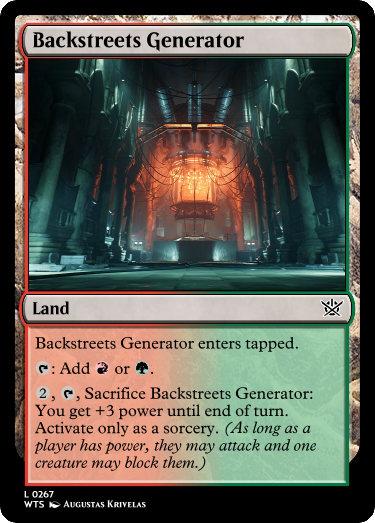 Backstreets Generator
Land
Backstreets Generator enters tapped.
: Add or .
2, , Sacrifice Backstreets Generator:
You get +3 power until end of turn.
Activate only as a sorcery. (As long as a
player has power, they may attack and one
creature may block them.)
L 0267
WTS AUGUSTAS KRIVELAS